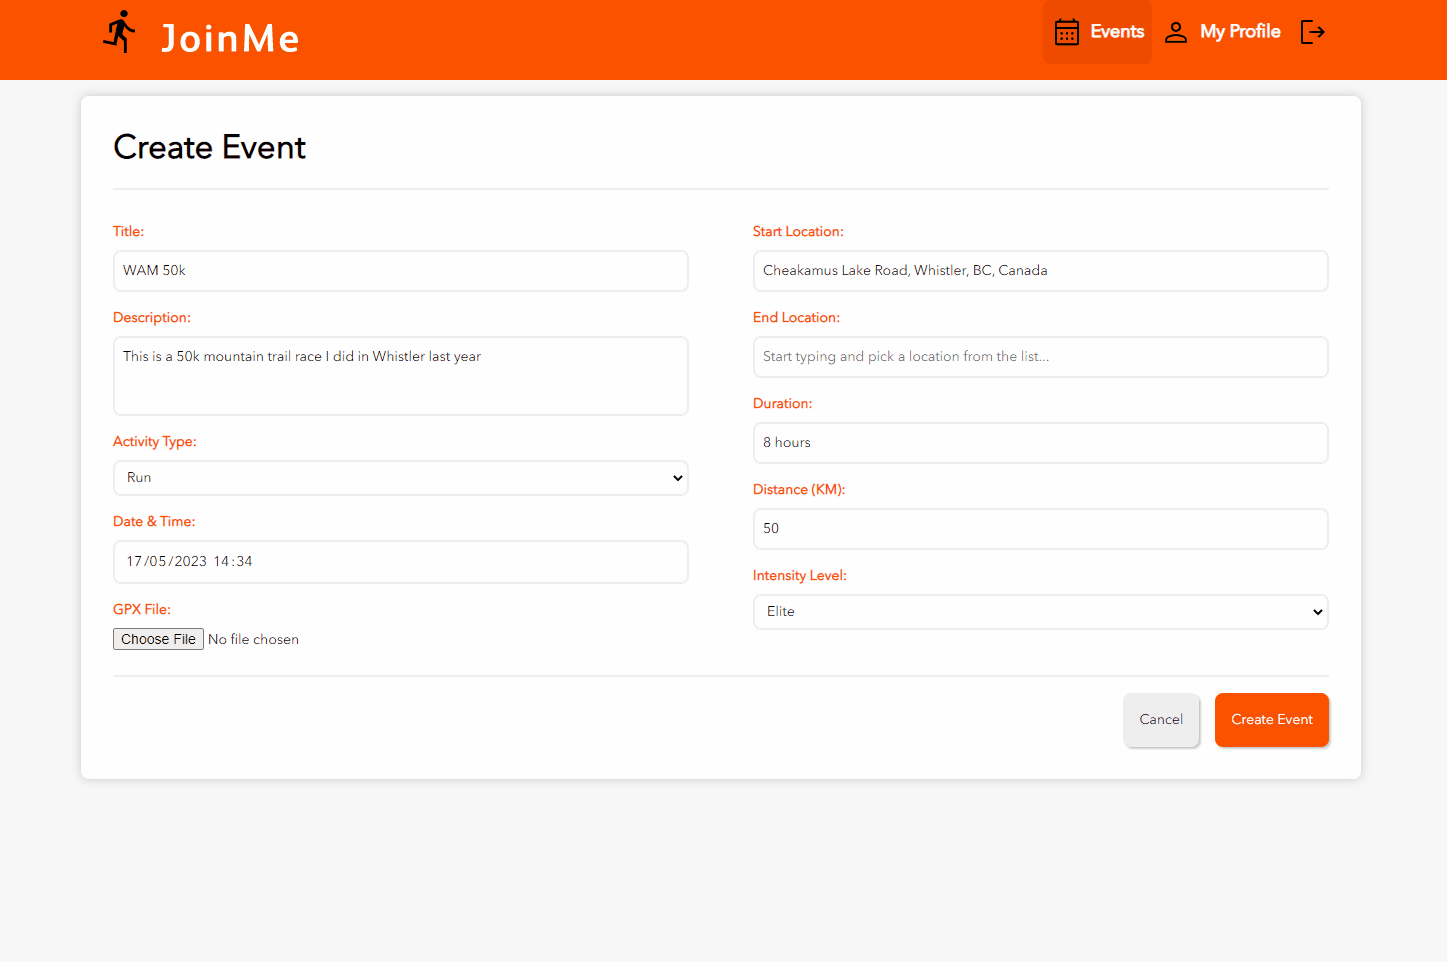 JoinMe
Events
My Profile
Create Event
Title:
WAM 50k
Description:
This is a 50k mountain trail race I did in Whistler last year
Activity Type:
Run
Date & Time:
17/05/2023 14:34
GPX File:
Choose File No file chosen
Start Location:
Cheakamus Lake Road, Whistler, BC, Canada
End Location:
Start typing and pick a location from the list...
Duration:
8 hours
Distance (KM):
50
Intensity Level:
Elite
Cancel
Create Event